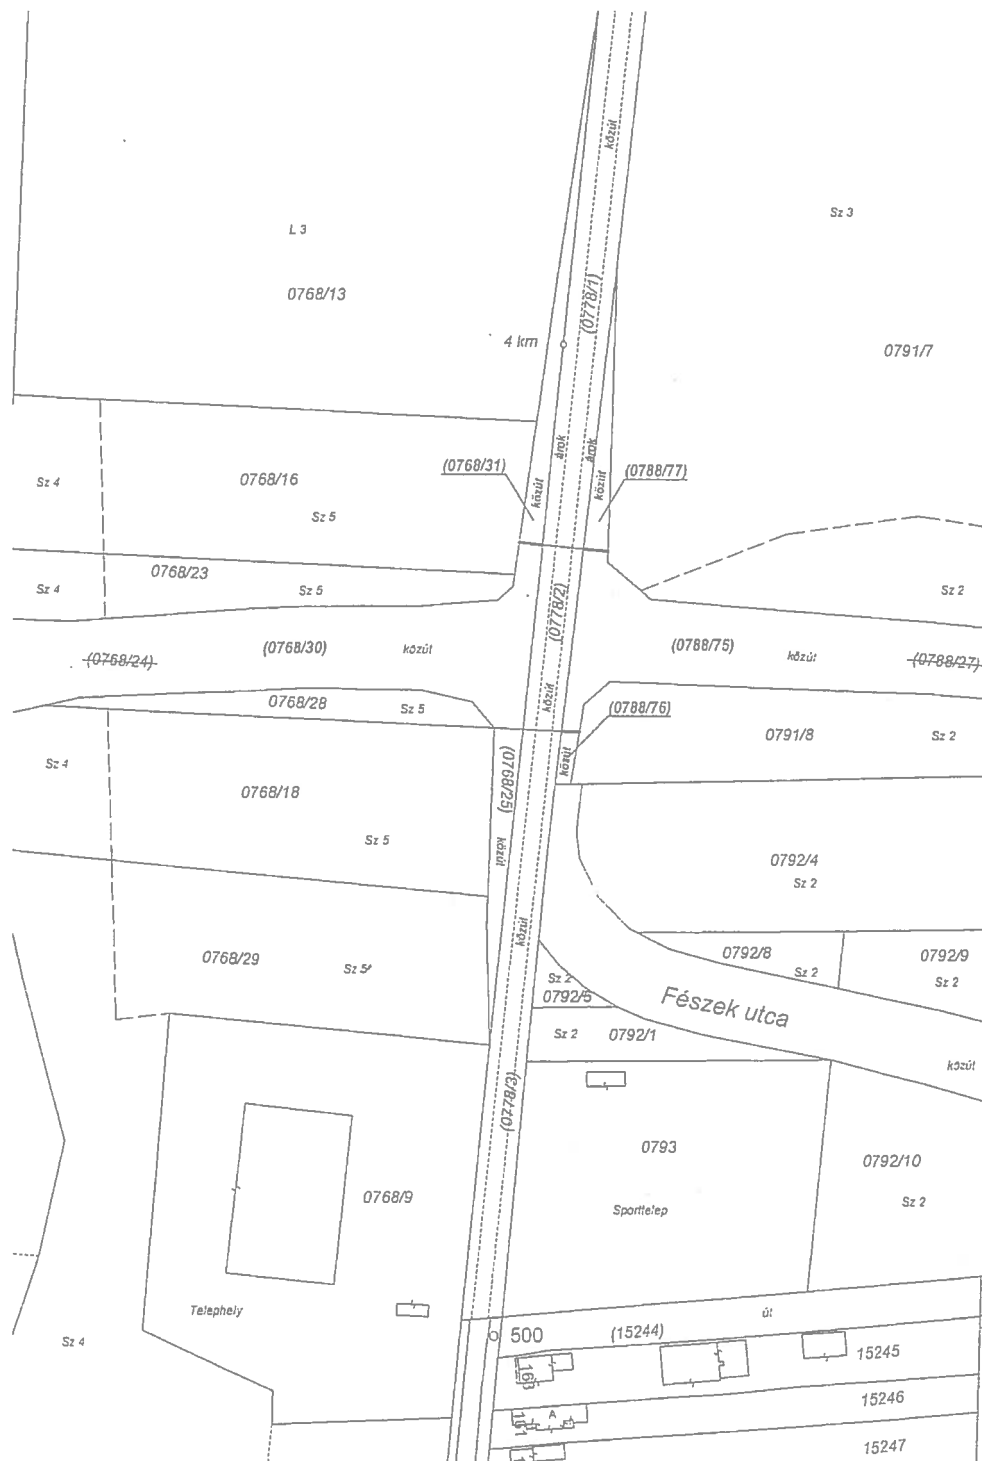 közút
Sz 3
L 3
0768/13
(0778/1)
4 km
0791/7
árok
árok
(0768/31)
(0788/77)
Sz 4
0768/16
közút
közút
Sz 5
0768/23
Sz 4
Sz 5
Sz 2
(0778/2)
(0768/24)
(0768/30)
közút
(0788/75)
közút
(0788/27)
0768/28
Sz 5
közút
(0788/76)
0791/8
Sz 2
Sz 4
közút
(0768/25)
0768/18
Sz 5
közút
0792/4
Sz 2
közút
0768/29
Sz 5
0792/8
Sz 2
0792/9
Sz 2
Sz 2
0792/5
Fészek utca
Sz 2
0792/1
közút
(0778/3)
0793
0792/10
0768/9
Sz 2
Sporttelep
Telephely
út
Sz 4
500
(15244)
15245
163
15246
A
161
15247